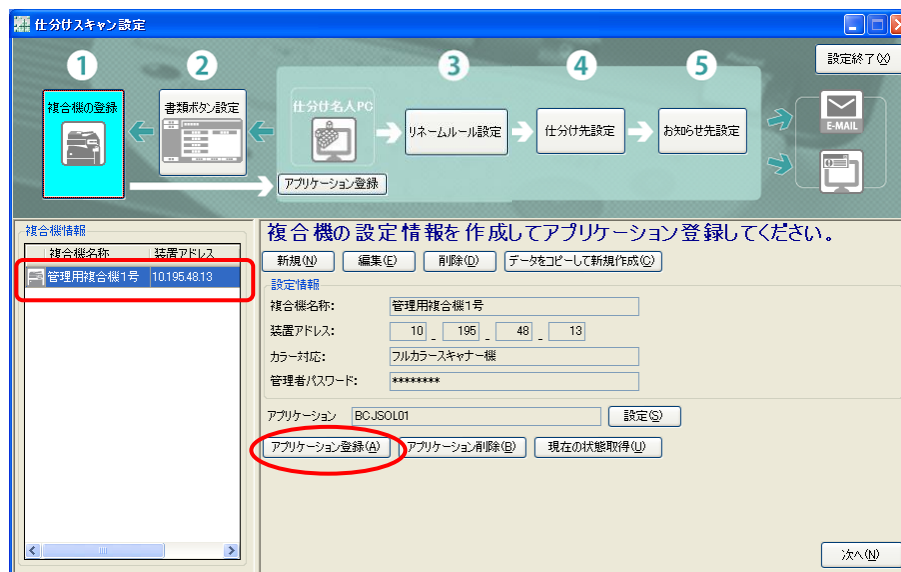 仕分けスキャン設定
設定終了(X)
1 2 3 4 5
複合機の登録
書類ボタン設定
仕分け名人PC
リネームルール設定
仕分け先設定
お知らせ先設定
E-MAIL
アプリケーション登録
複合機情報
複合機名称 装置アドレス
管理用複合機1号 10.195.48.13
複合機の設定情報を作成してアプリケーション登録してください。
新規(N) 編集(E) 削除(D) データをコピーして新規作成(C)
設定情報
複合機名称: 管理用複合機1号
装置アドレス: 10 . 195 . 48 . 13
カラー対応: フルカラースキャナー機
管理者パスワード: ********
アプリケーション BCJSOL01 設定(S)
アプリケーション登録(A) アプリケーション削除(B) 現在の状態取得(U)
次へ(N)